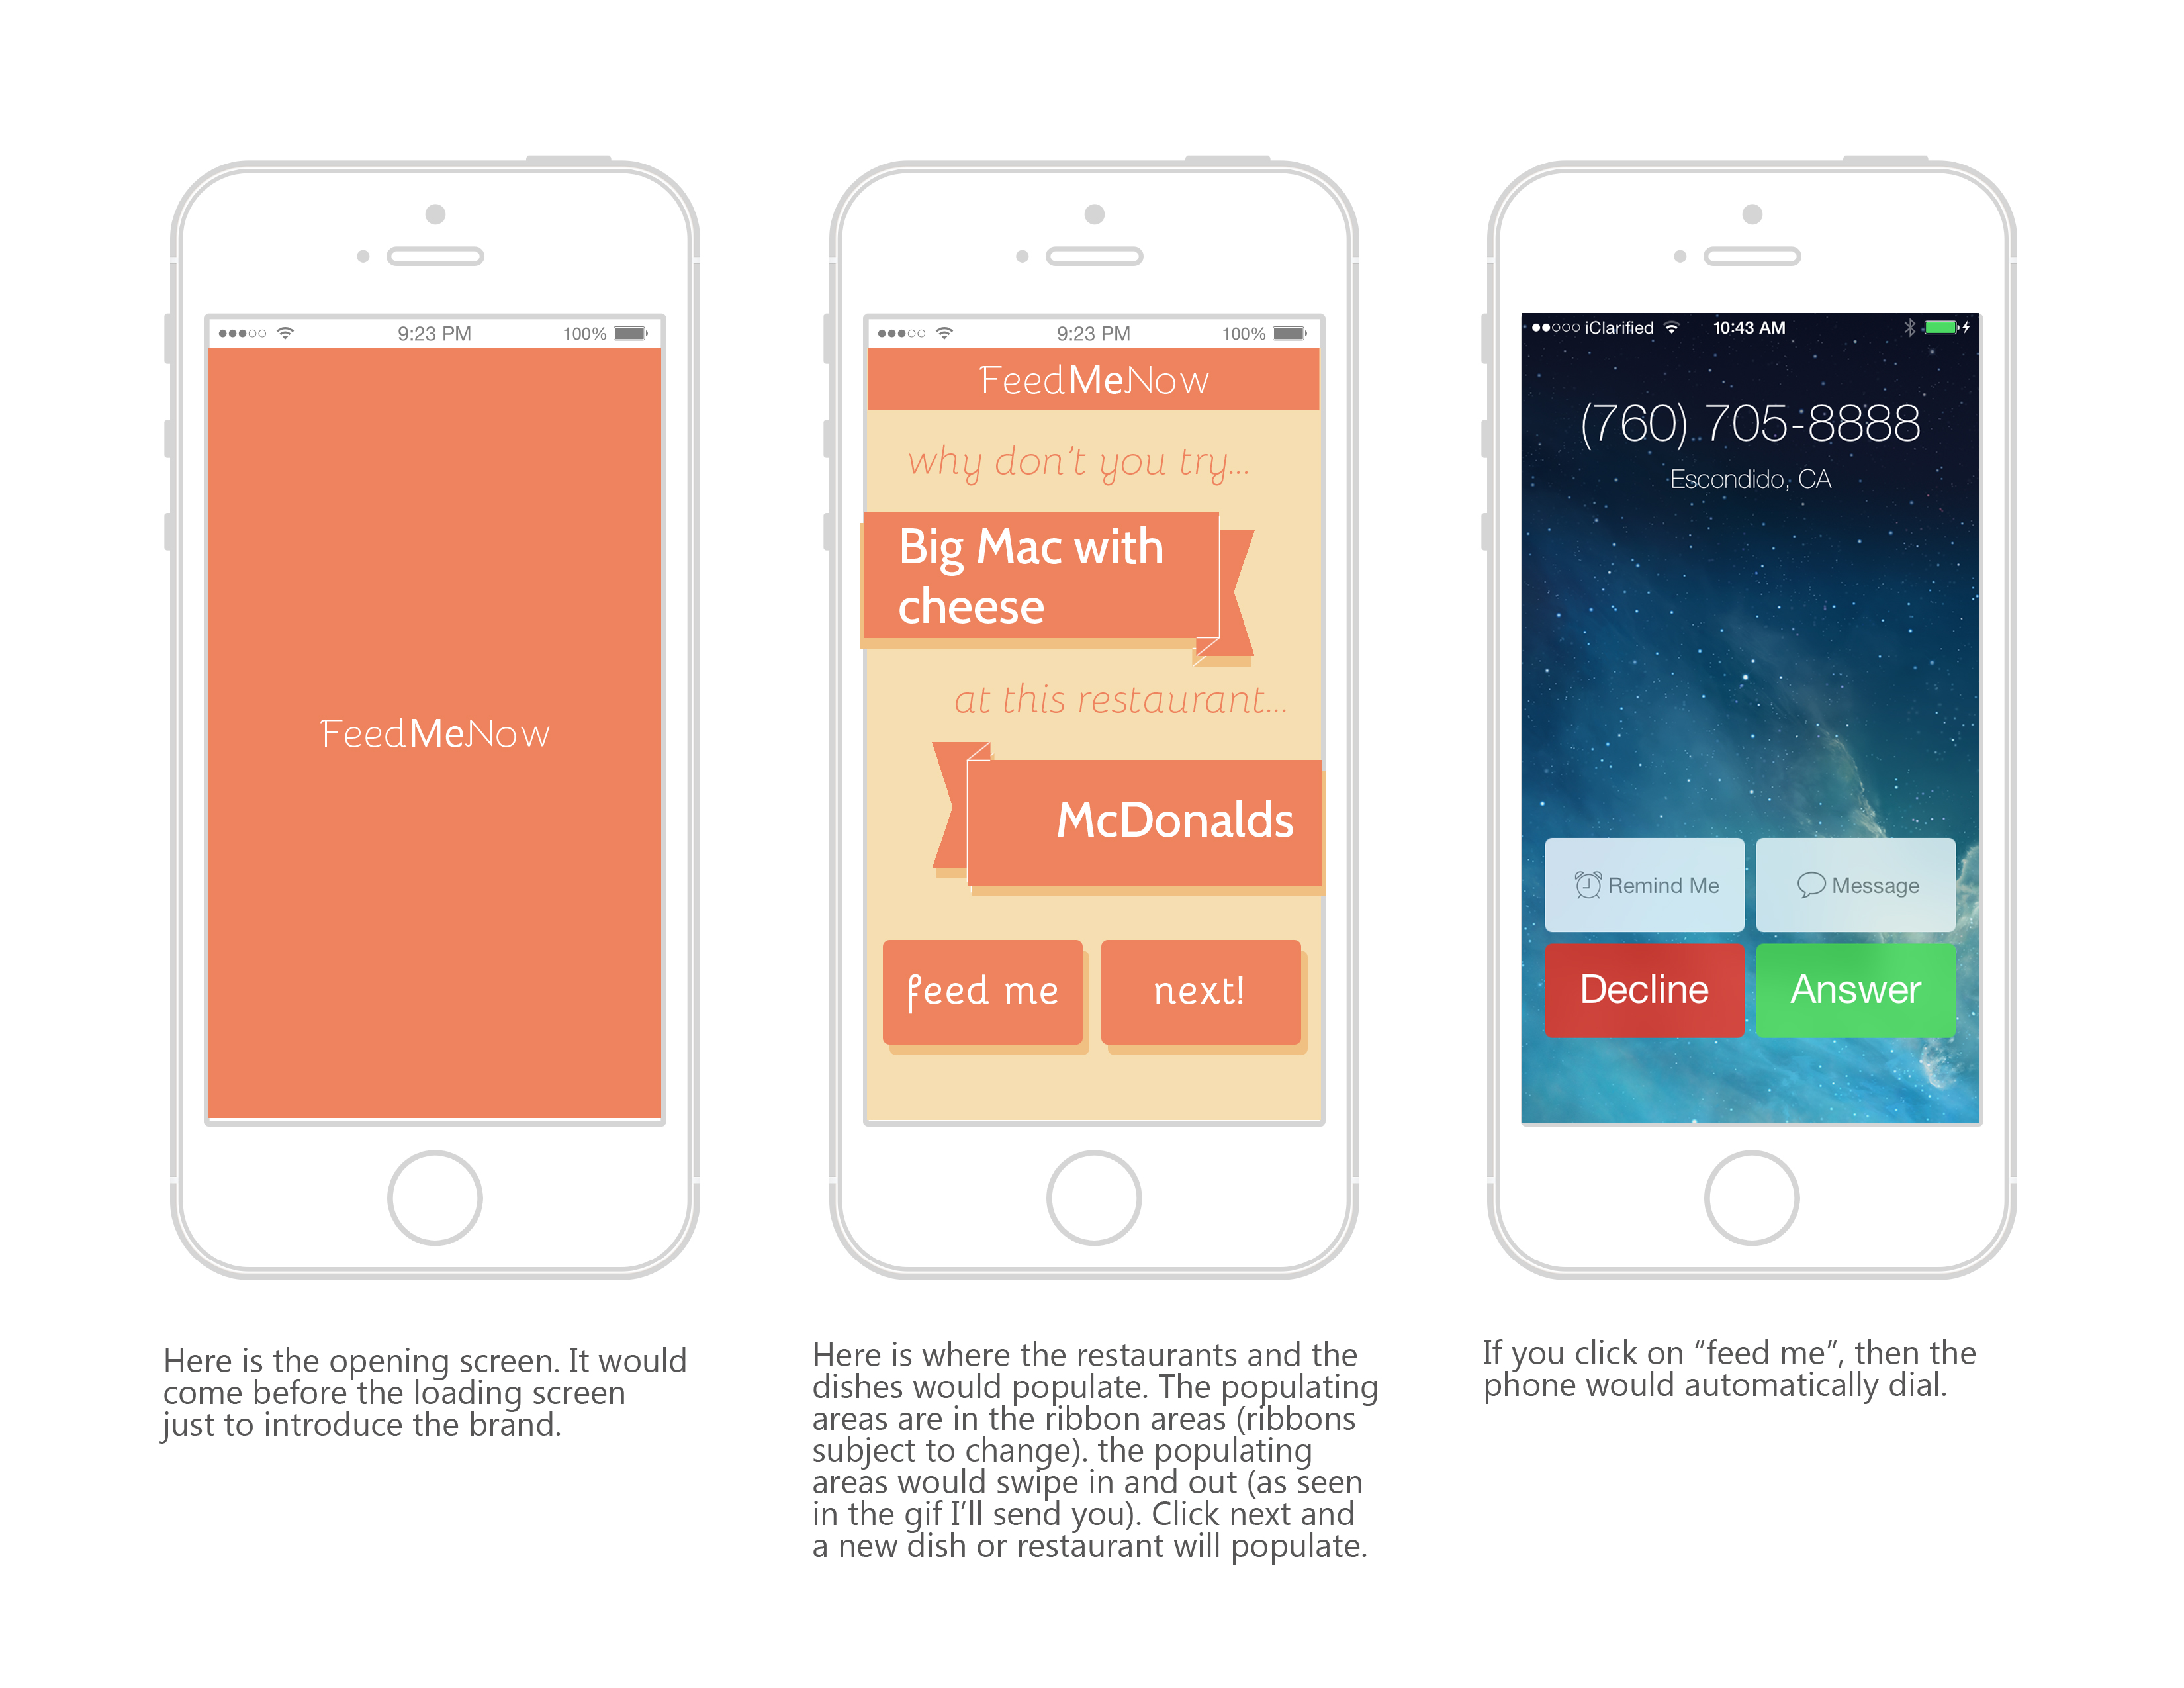 9:23 PM 100%
FeedMeNow
Here is the opening screen. It would
come before the loading screen
just to introduce the brand.
9:23 PM 100%
FeedMeNow
why don't you try...
Big Mac with
cheese
at this restaurant...
McDonalds
feed me next!
Here is where the restaurants and the
dishes would populate. The populating
areas are in the ribbon areas (ribbons
subject to change). the populating
areas would swipe in and out (as seen
in the gif I'll send you). Click next and
a new dish or restaurant will populate.
iClarified 10:43 AM
(760) 705-8888
Escondido, CA
Remind Me Message
Decline Answer
If you click on “feed me”, then the
phone would automatically dial.